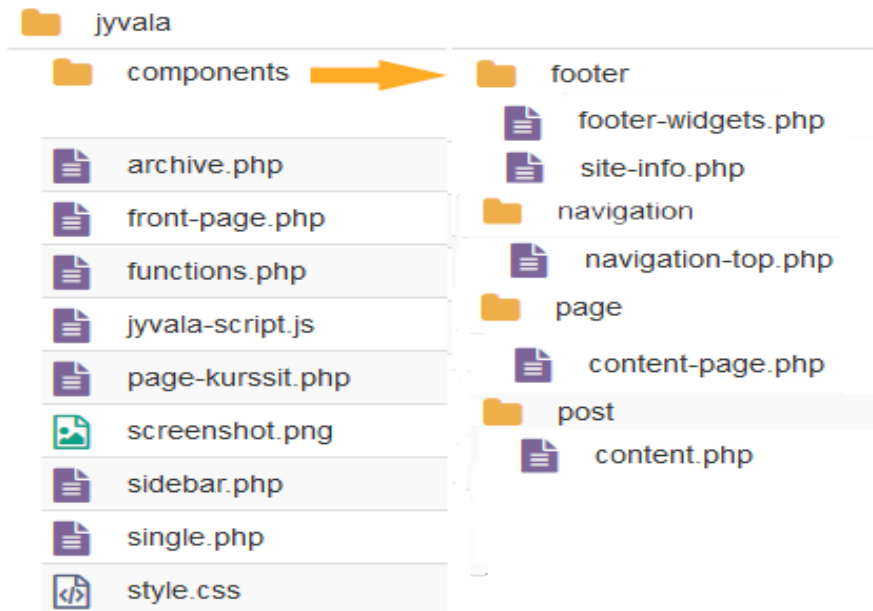 jyvala
components
archive.php
front-page.php
functions.php
jyvala-script.js
page-kurssit.php
screenshot.png
sidebar.php
single.php
style.css
footer
footer-widgets.php
site-info.php
navigation
navigation-top.php
page
content-page.php
post
content.php